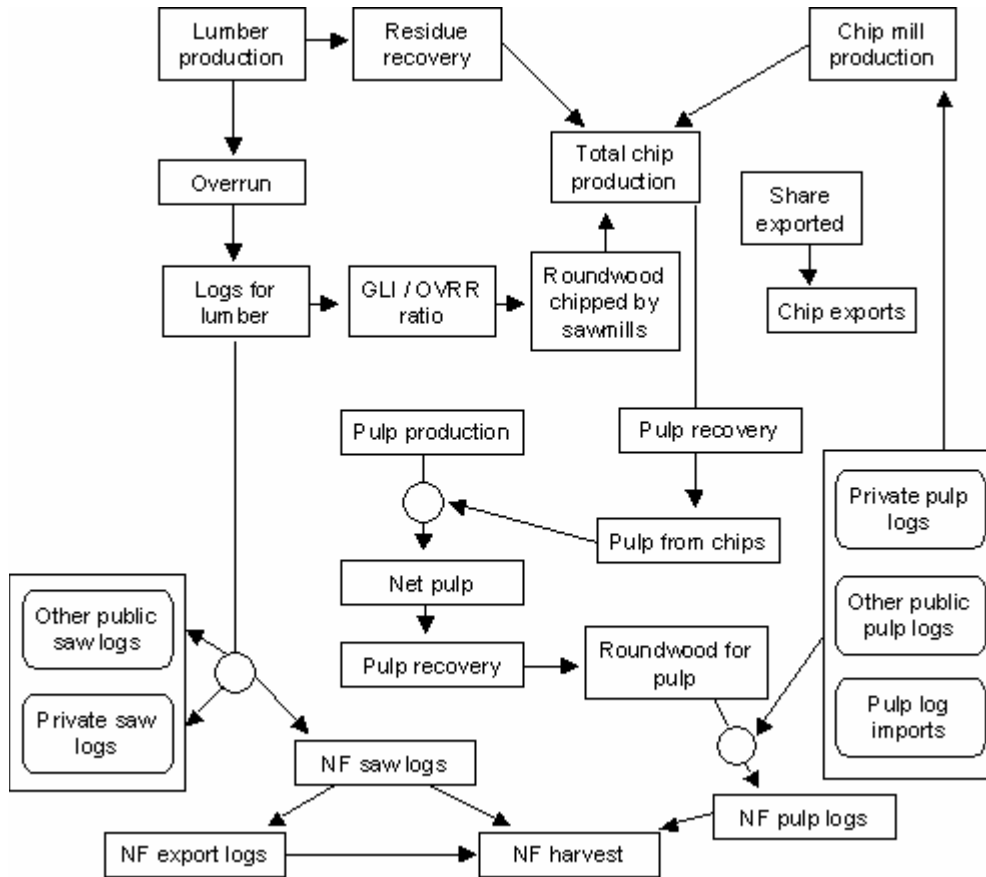 Lumber
production
Residue
recovery
Chip mill
production
Total chip
production
Overrun
Share
exported
Logs for
lumber
GLI / OVRR
ratio
Roundwood
chipped by
sawmills
Chip exports
Pulp production
Pulp recovery
Private pulp
logs
Pulp from chips
Net pulp
Other public
saw logs
Other public
pulp logs
Pulp recovery
Roundwood for
pulp
Private saw
logs
Pulp log
imports
NF saw logs
NF pulp logs
NF export logs
NF harvest